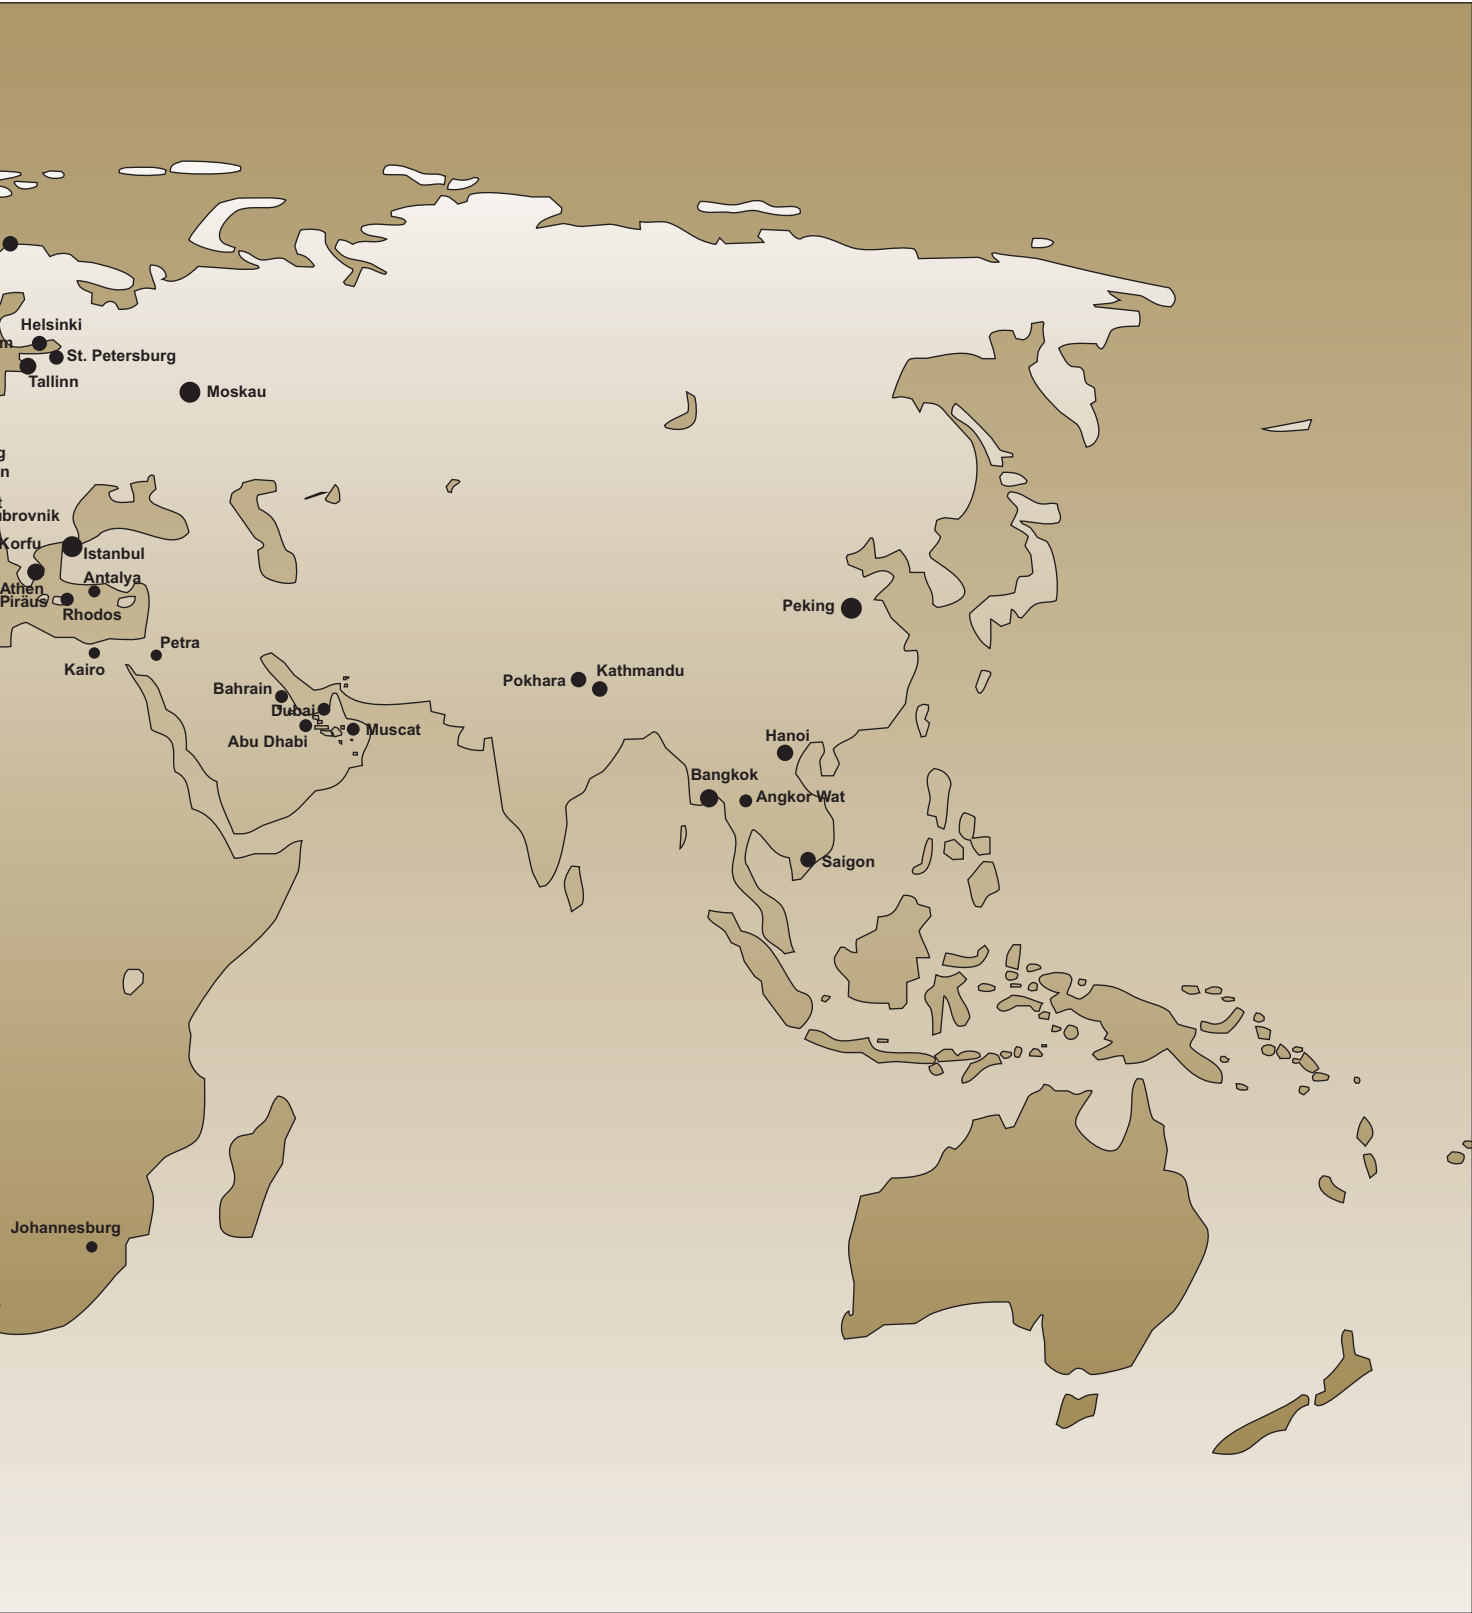 Helsinki
m
St. Petersburg
Tallinn
Moskau
g
n
t
ubrovnik
Korfu
Istanbul
Antalya
Athen
Piräus
Rhodos
Petra
Kairo
Peking
Kathmandu
Pokhara
Bahrain
Dubai
Muscat
Hanoi
Abu Dhabi
Bangkok
Angkor Wat
Saigon
Johannesburg